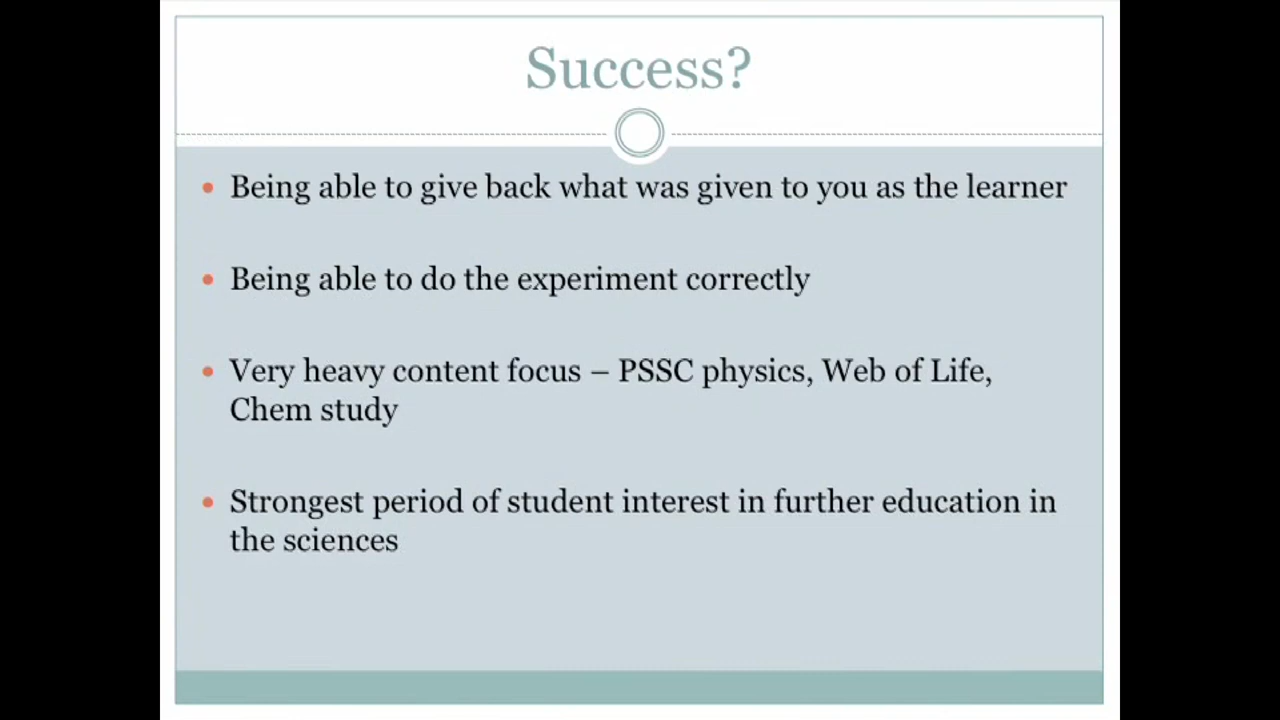 Success?
• Being able to give back what was given to you as the learner
• Being able to do the experiment correctly
• Very heavy content focus – PSSC physics, Web of Life,
Chem study
• Strongest period of student interest in further education in
the sciences